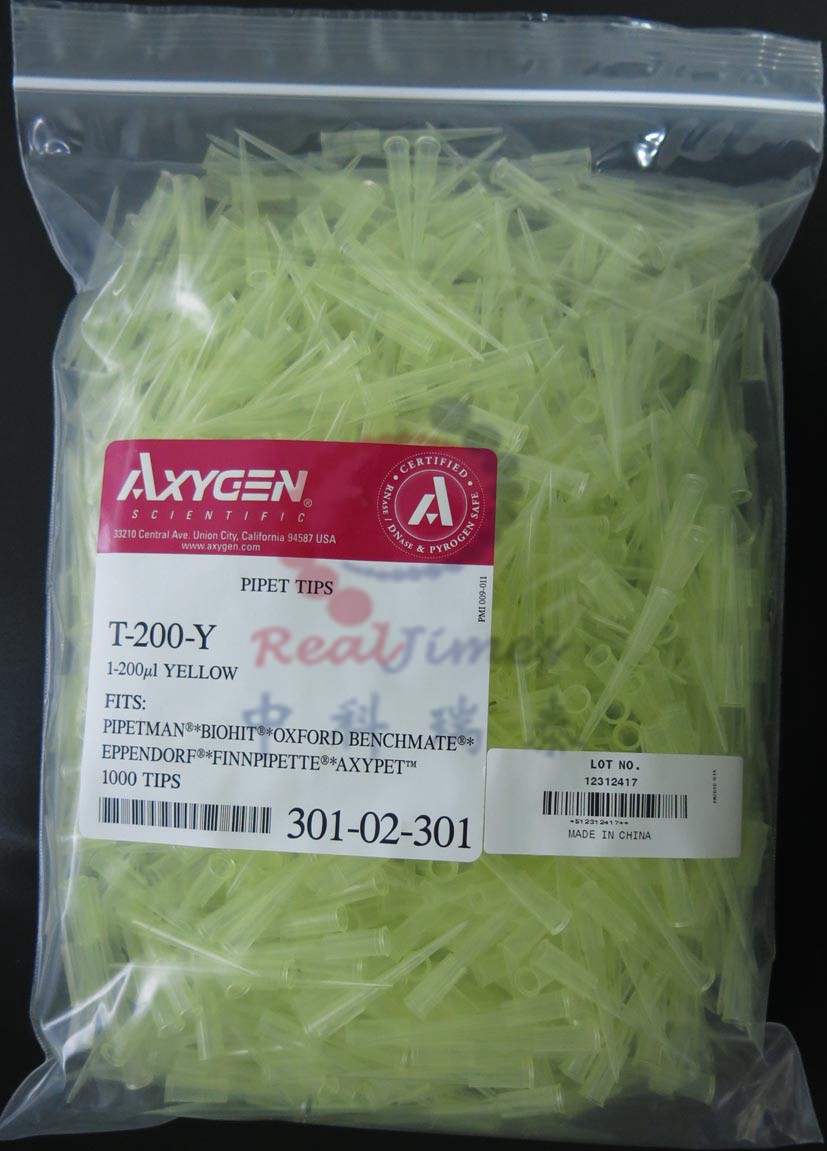 AXYGEN®
SCIENTIFIC
33210 Central Ave. Union City, California 94587 USA
www.axygen.com
• CERTIFIED •
RNASE / DNASE & PYROGEN SAFE
PIPET TIPS
PMI 009-011
T-200-Y
1-200µl YELLOW
FITS:
PIPETMAN®*BIOHIT®*OXFORD BENCHMATE®*
EPPENDORF®*FINNPIPETTE®*AXYPET™
1000 TIPS
301-02-301
RealTimes
中科瑞泰
LOT NO.
12312417
*512312417**
MADE IN CHINA